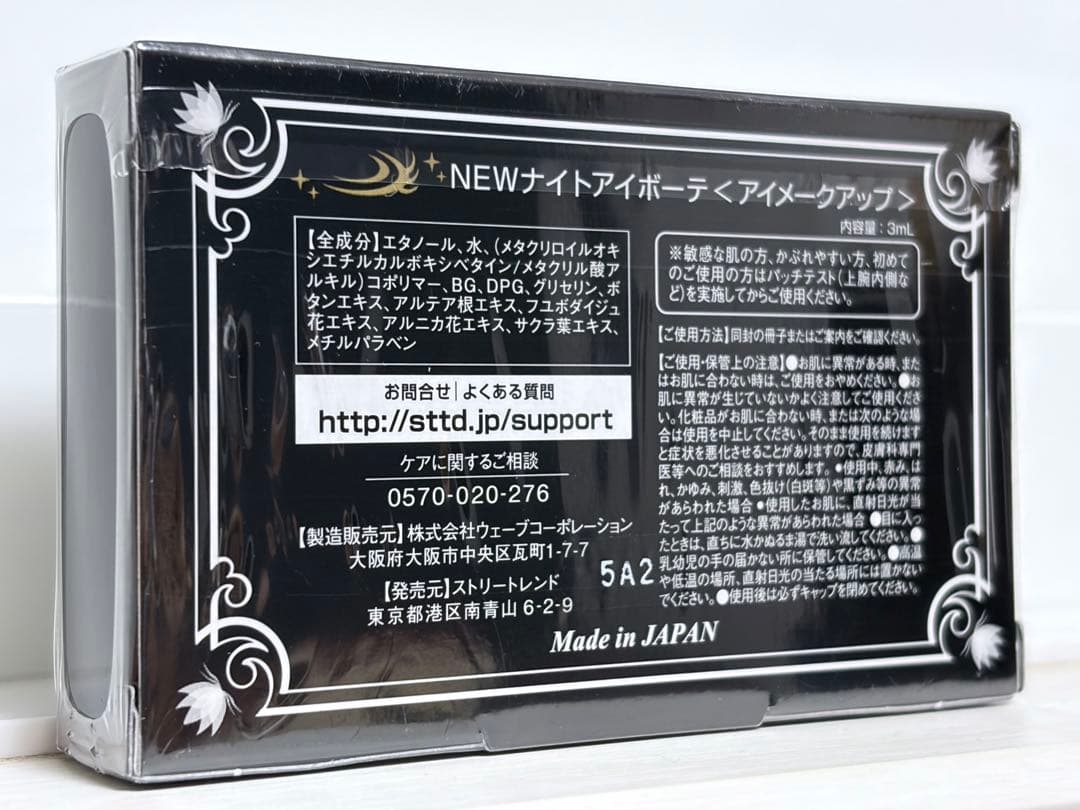 NEWナイトアイボーテ<アイメークアップ>
内容量：3mL
【全成分】エタノール、水、(メタクリロイルオキ
シエチルカルボキシベタイン/メタクリル酸ア
ルキル)コポリマー、BG、DPG、グリセリン、ボ
タンエキス、アルテア根エキス、フユボダイジュ
花エキス、アルニカ花エキス、サクラ葉エキス、
メチルパラベン
お問合せ|よくある質問
http://sttd.jp/support
ケアに関するご相談
0570-020-276
【製造販売元】株式会社ウェーブコーポレーション
大阪府大阪市中央区瓦町1-7-7
【発売元】ストリートレンド
東京都港区南青山 6-2-9
※敏感な肌の方、かぶれやすい方、初めて
のご使用の方はパッチテスト(上腕内側な
ど)を実施してからご使用ください。
【ご使用方法】同封の冊子またはご案内をご確認ください。
【ご使用・保管上の注意】●お肌に異常がある時、また
はお肌に合わない時は、ご使用をおやめください。●お
肌に異常が生じていないかよく注意してご使用くださ
い。化粧品がお肌に合わない時、または次のような場
合は使用を中止してください。そのまま使用を続けます
と症状を悪化させることがありますので、皮膚科専門
医等へのご相談をおすすめします。•使用中、赤み、は
れ、かゆみ、刺激、色抜け(白斑等)や黒ずみ等の異常
があらわれた場合 •使用したお肌に、直射日光が当
たって上記のような異常があらわれた場合 ●目に入っ
たときは、直ちに水かぬるま湯で洗い流してください。●
乳幼児の手の届かない所に保管してください。●高温
や低温の場所、直射日光の当たる場所には置かない
でください。●使用後は必ずキャップを閉めてください。
5A2
Made in JAPAN